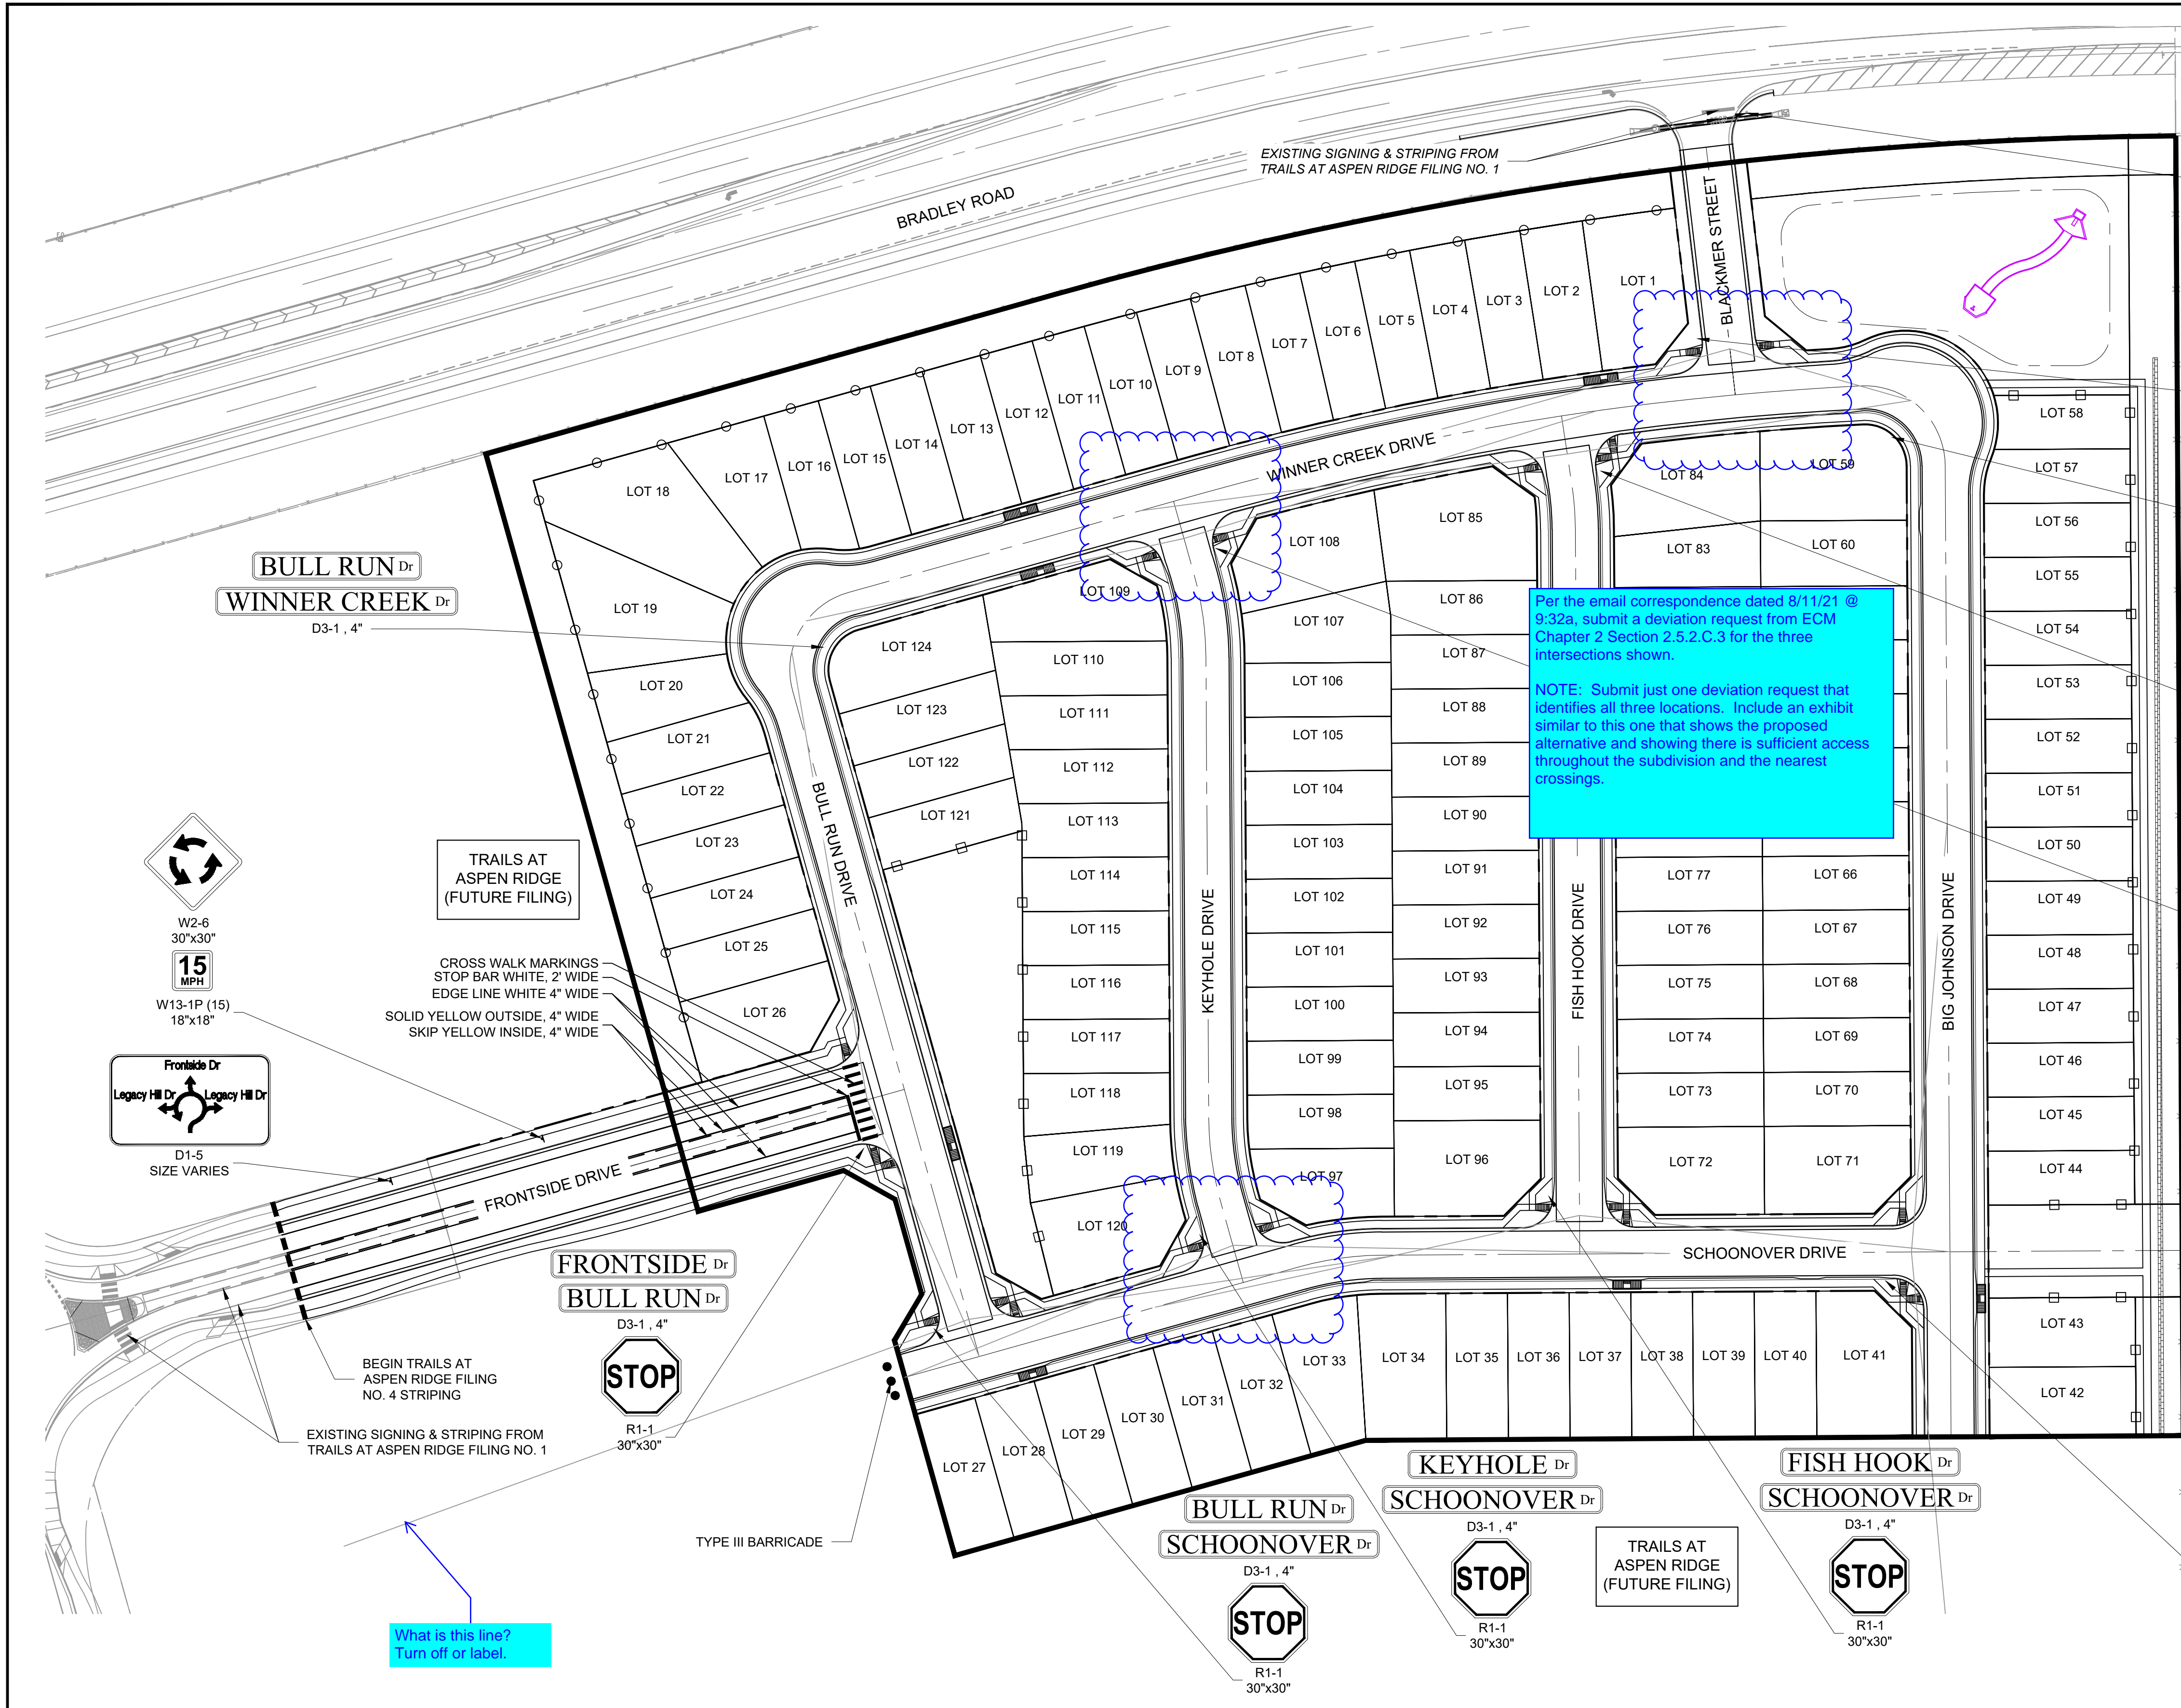 EXISTING SIGNING & STRIPING FROM
TRAILS AT ASPEN RIDGE FILING NO. 1
BRADLEY ROAD
BLACKMER STREET
LOT 1
LOT 2
LOT 3
LOT 4
LOT 5
LOT 6
LOT 7
LOT 8
LOT 9
LOT 10
LOT 11
LOT 12
LOT 13
LOT 14
LOT 15
LOT 16
LOT 17
LOT 18
LOT 19
LOT 20
LOT 21
LOT 22
LOT 23
LOT 24
LOT 25
LOT 26
WINNER CREEK DRIVE
BULL RUN Dr
WINNER CREEK Dr
D3-1 , 4"
LOT 58
LOT 57
LOT 56
LOT 55
LOT 54
LOT 53
LOT 52
LOT 51
LOT 50
LOT 49
LOT 48
LOT 47
LOT 46
LOT 45
LOT 44
LOT 43
LOT 42
LOT 84
LOT 59
LOT 83
LOT 60
Per the email correspondence dated 8/11/21 @
9:32a, submit a deviation request from ECM
Chapter 2 Section 2.5.2.C.3 for the three
intersections shown.
NOTE: Submit just one deviation request that
identifies all three locations. Include an exhibit
similar to this one that shows the proposed
alternative and showing there is sufficient access
throughout the subdivision and the nearest
crossings.
LOT 77
LOT 66
LOT 76
LOT 67
LOT 75
LOT 68
LOT 74
LOT 69
LOT 73
LOT 70
LOT 72
LOT 71
LOT 85
LOT 86
LOT 87
LOT 88
LOT 89
LOT 90
LOT 91
LOT 92
LOT 93
LOT 94
LOT 95
LOT 96
LOT 108
LOT 107
LOT 106
LOT 105
LOT 104
LOT 103
LOT 102
LOT 101
LOT 100
LOT 99
LOT 98
LOT 97
LOT 109
LOT 110
LOT 111
LOT 112
LOT 113
LOT 114
LOT 115
LOT 116
LOT 117
LOT 118
LOT 119
LOT 120
LOT 124
LOT 123
LOT 122
LOT 121
BULL RUN DRIVE
KEYHOLE DRIVE
FISH HOOK DRIVE
BIG JOHNSON DRIVE
SCHOONOVER DRIVE
FRONTSIDE DRIVE
TRAILS AT
ASPEN RIDGE
(FUTURE FILING)
W2-6
30"x30"
15
MPH
W13-1P (15)
18"x18"
CROSS WALK MARKINGS
STOP BAR WHITE, 2' WIDE
EDGE LINE WHITE 4" WIDE
SOLID YELLOW OUTSIDE, 4" WIDE
SKIP YELLOW INSIDE, 4" WIDE
Frontside Dr
Legacy Hill Dr
Legacy Hill Dr
D1-5
SIZE VARIES
FRONTSIDE Dr
BULL RUN Dr
D3-1 , 4"
STOP
R1-1
30"x30"
BEGIN TRAILS AT
ASPEN RIDGE FILING
NO. 4 STRIPING
EXISTING SIGNING & STRIPING FROM
TRAILS AT ASPEN RIDGE FILING NO. 1
LOT 27
LOT 28
LOT 29
LOT 30
LOT 31
LOT 32
LOT 33
LOT 34
LOT 35
LOT 36
LOT 37
LOT 38
LOT 39
LOT 40
LOT 41
TYPE III BARRICADE
What is this line?
Turn off or label.
BULL RUN Dr
SCHOONOVER Dr
D3-1 , 4"
STOP
R1-1
30"x30"
KEYHOLE Dr
SCHOONOVER Dr
D3-1 , 4"
STOP
R1-1
30"x30"
TRAILS AT
ASPEN RIDGE
(FUTURE FILING)
FISH HOOK Dr
SCHOONOVER Dr
D3-1 , 4"
STOP
R1-1
30"x30"